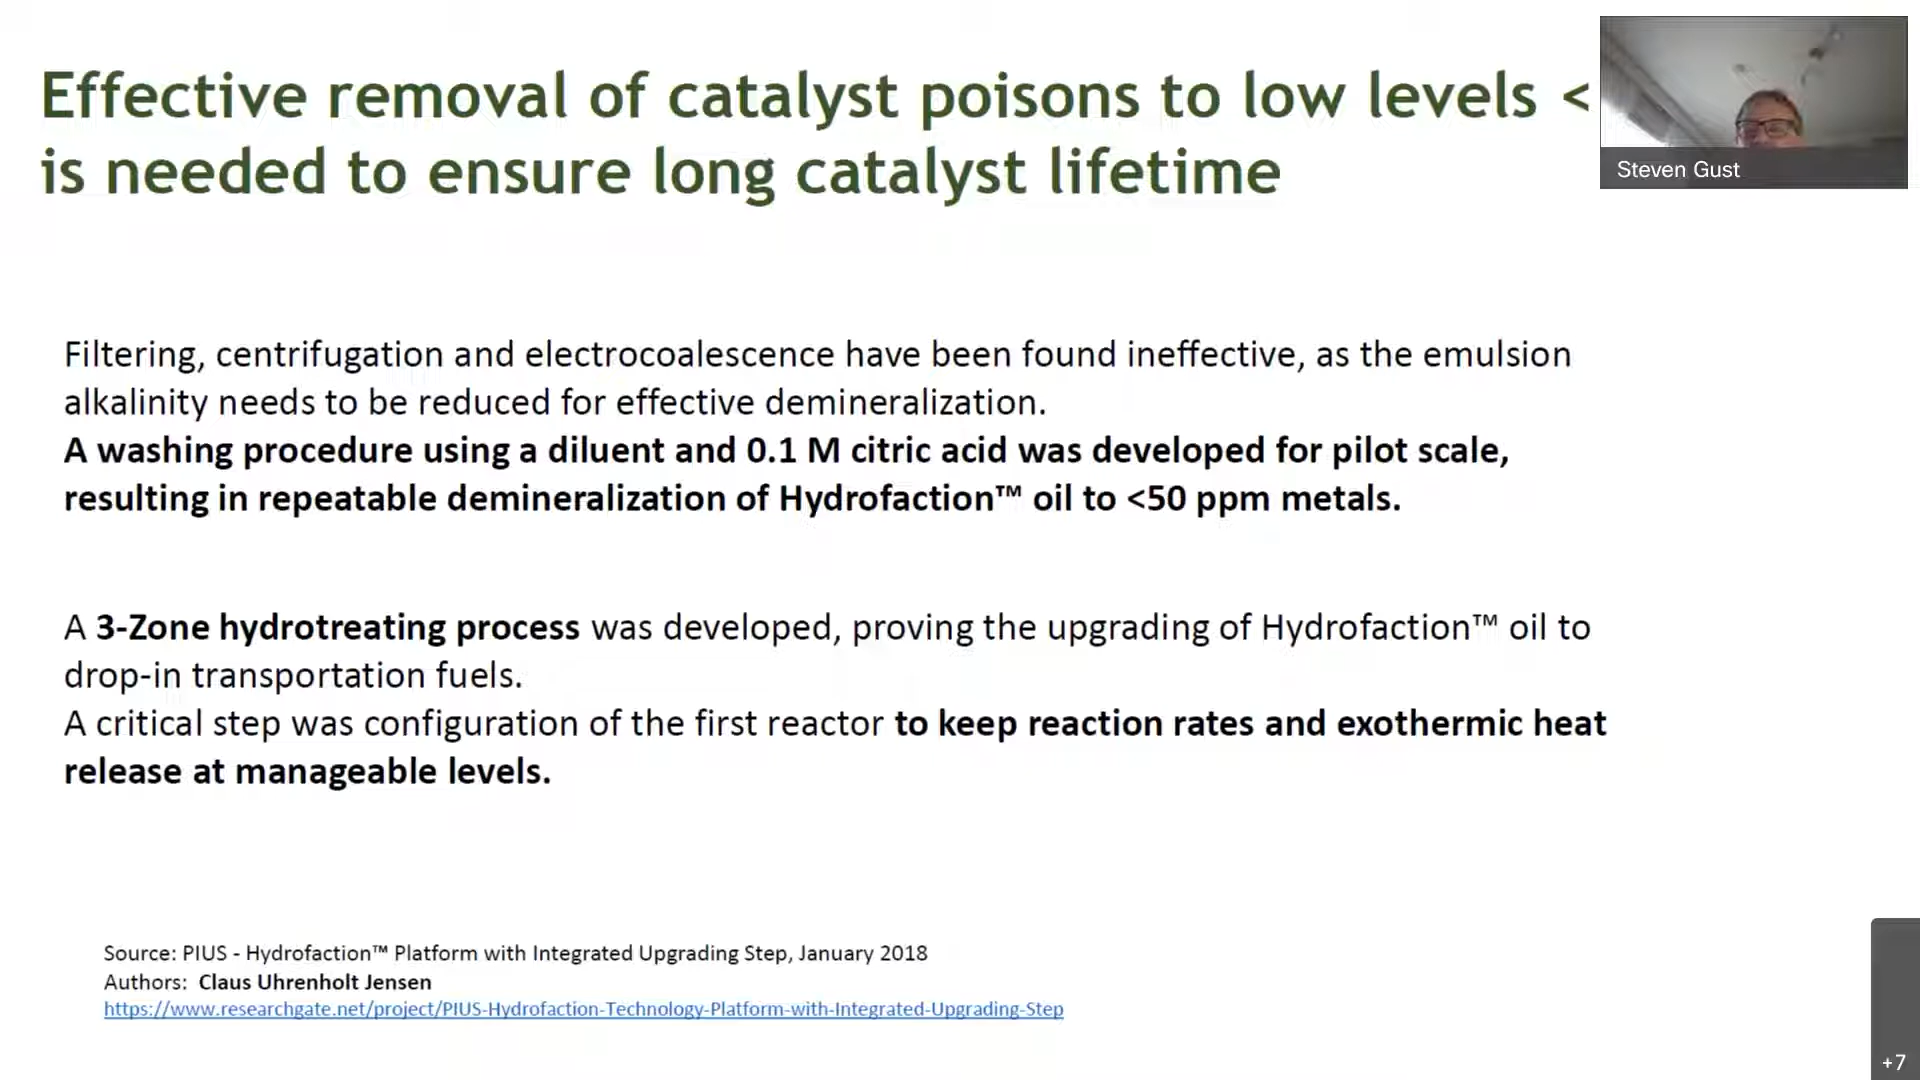 Effective removal of catalyst poisons to low levels <
is needed to ensure long catalyst lifetime
Steven Gust
Filtering, centrifugation and electrocoalescence have been found ineffective, as the emulsion
alkalinity needs to be reduced for effective demineralization.
A washing procedure using a diluent and 0.1 M citric acid was developed for pilot scale,
resulting in repeatable demineralization of Hydrofaction™ oil to <50 ppm metals.
A 3-Zone hydrotreating process was developed, proving the upgrading of Hydrofaction™ oil to
drop-in transportation fuels.
A critical step was configuration of the first reactor to keep reaction rates and exothermic heat
release at manageable levels.
Source: PIUS - Hydrofaction™ Platform with Integrated Upgrading Step, January 2018
Authors: Claus Uhrenholt Jensen
https://www.researchgate.net/project/PIUS-Hydrofaction-Technology-Platform-with-Integrated-Upgrading-Step
+7